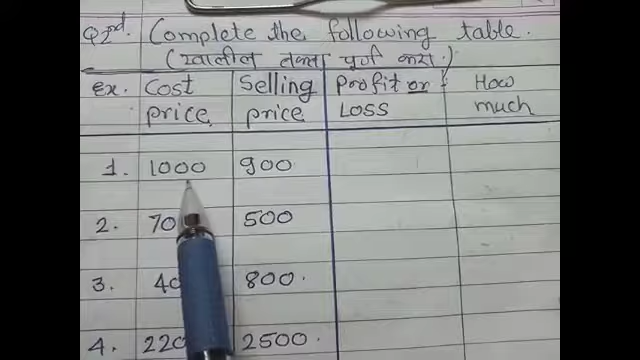 Q2nd. Complete the following table.
(खालील तक्ता पूर्ण करा.)
Ex. Cost price Selling price Profit or Loss How much
1. 1000 900
2. 500
3. 800.
4. 2500.